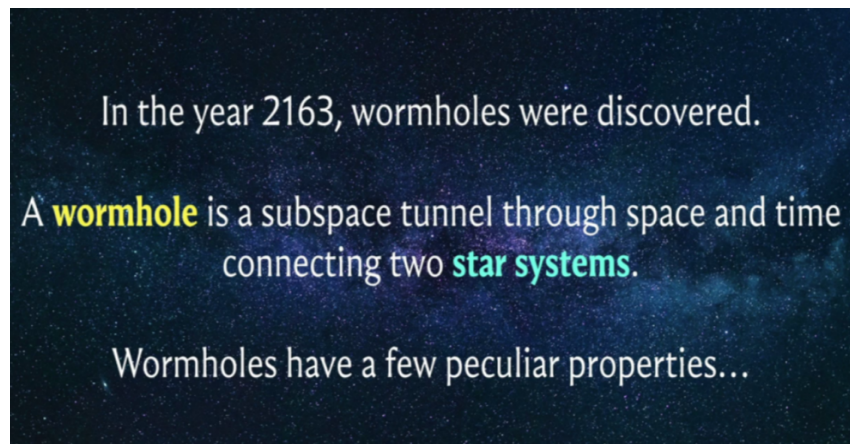 In the year 2163, wormholes were discovered.
A wormhole is a subspace tunnel through space and time
connecting two star systems.
Wormholes have a few peculiar properties...